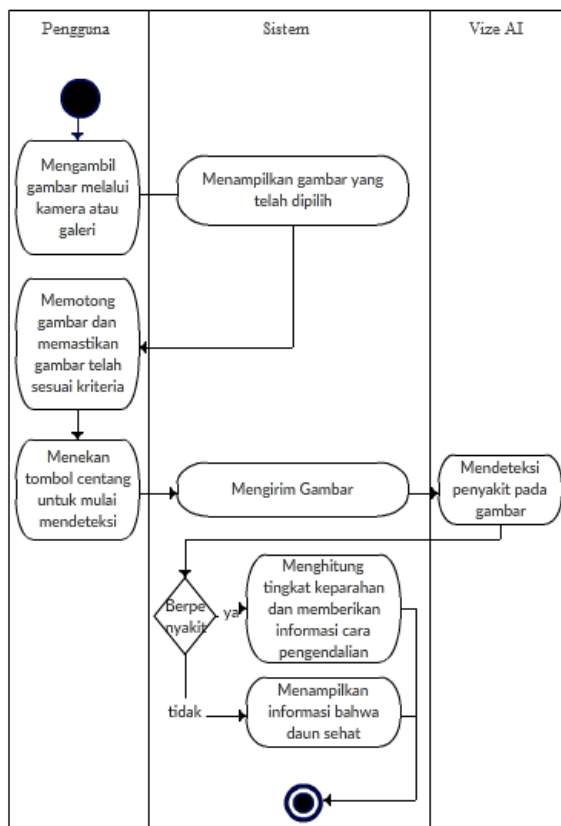 Pengguna
Sistem
Vize AI
Mengambil
gambar melalui
kamera atau
galeri
Menampilkan gambar yang
telah dipilih
Memotong
gambar dan
memastikan
gambar telah
sesuai kriteria
Menekan
tombol centang
untuk mulai
mendeteksi
Mengirim Gambar
Mendeteksi
penyakit pada
gambar
Berpe
nyakit
ya
Menghitung
tingkat keparahan
dan memberikan
informasi cara
pengendalian
tidak
Menampilkan
informasi bahwa
daun sehat